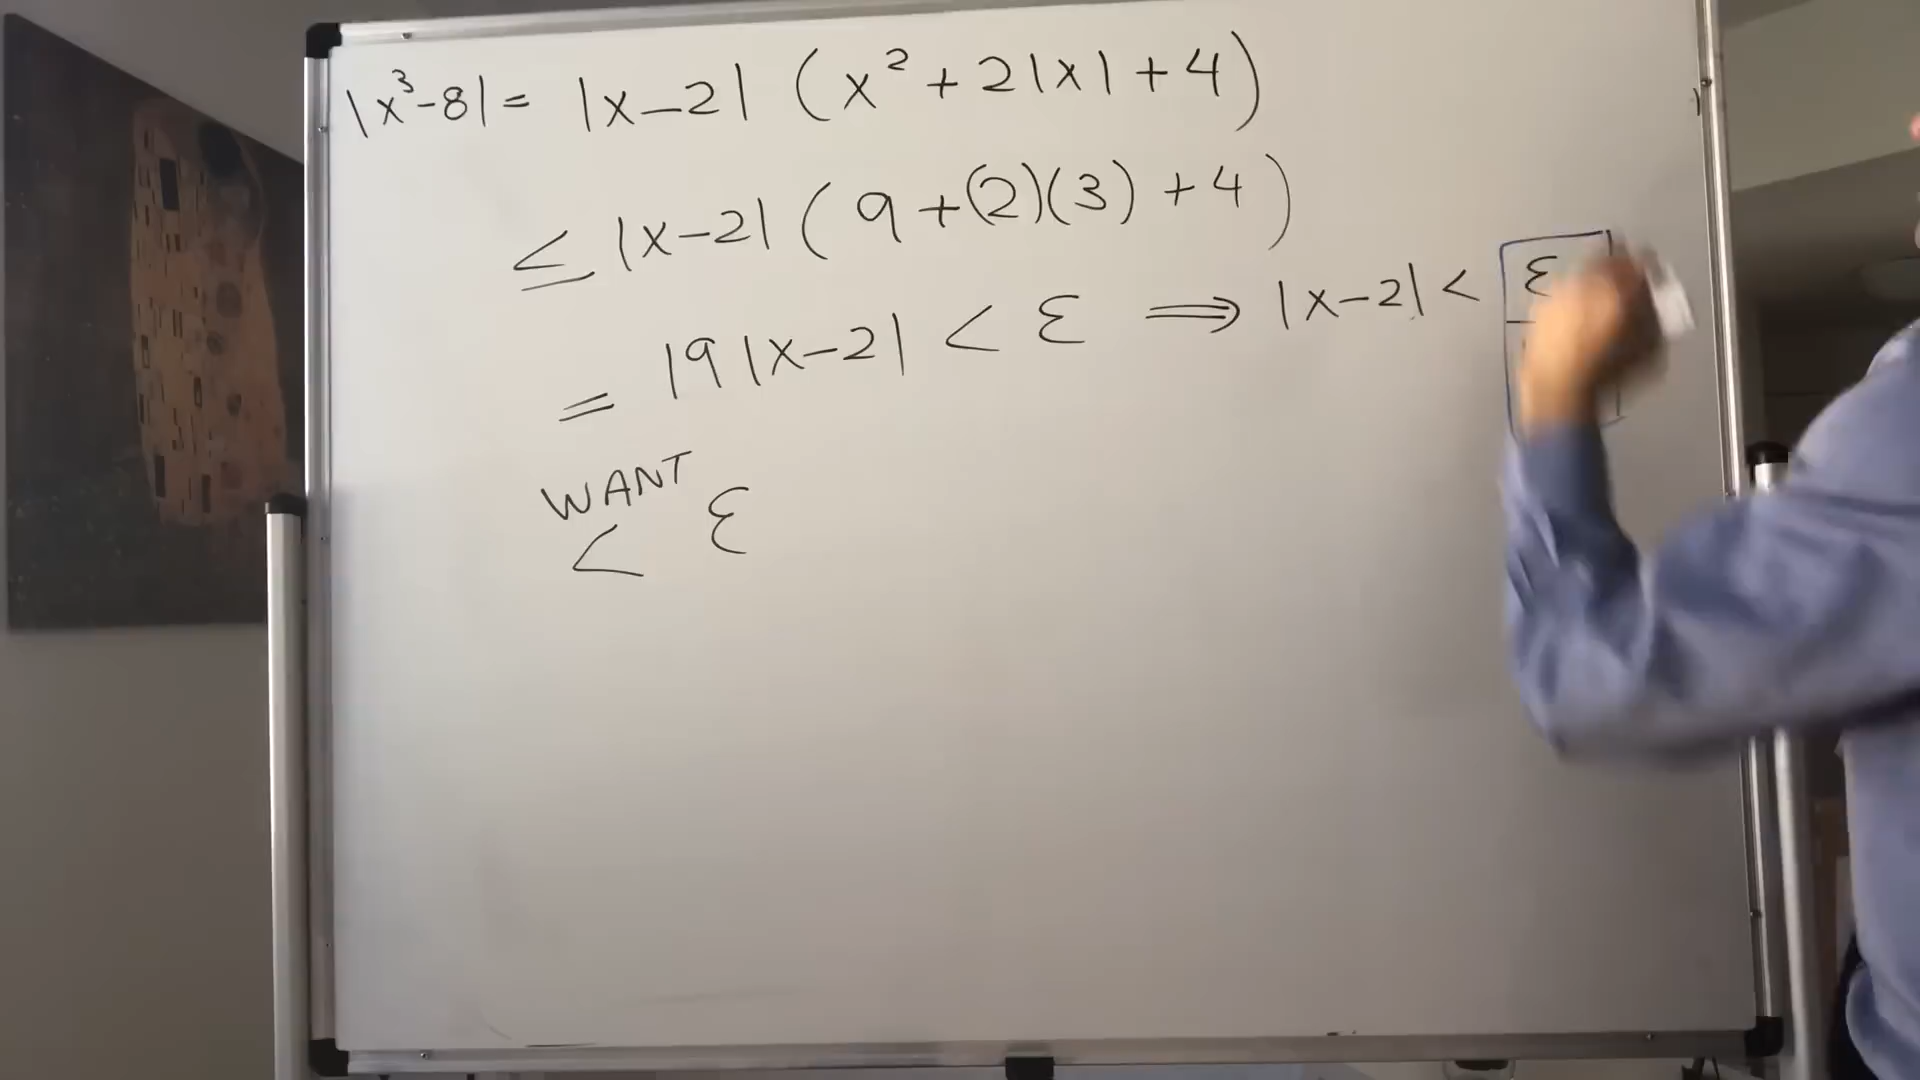 |x³-8| = |x-2| (x² + 2|x| + 4)
≤ |x-2| (9 + (2)(3) + 4)
= 19 |x-2| < ε ⟹ |x-2| < ε
WANT
< ε